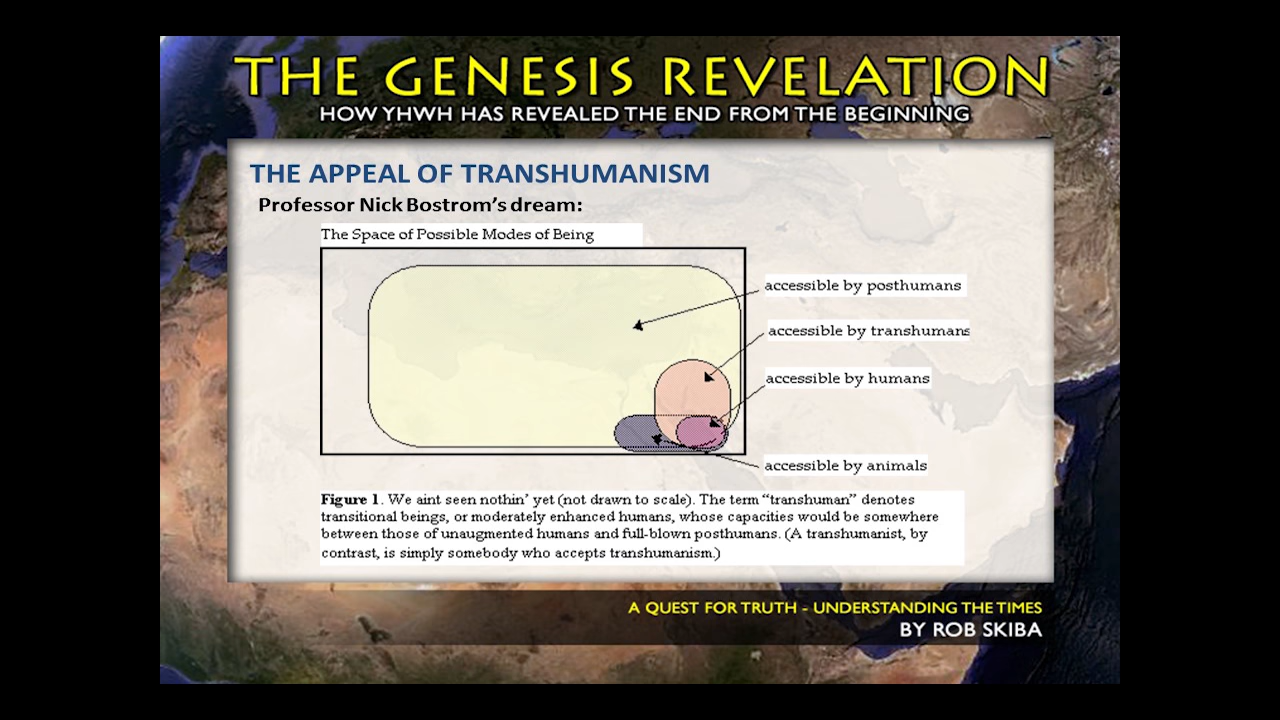 THE GENESIS REVELATION
HOW YHWH HAS REVEALED THE END FROM THE BEGINNING
THE APPEAL OF TRANSHUMANISM
Professor Nick Bostrom's dream:
The Space of Possible Modes of Being
accessible by posthumans
accessible by transhumans
accessible by humans
accessible by animals
Figure 1. We aint seen nothin' yet (not drawn to scale). The term "transhuman" denotes
transitional beings, or moderately enhanced humans, whose capacities would be somewhere
between those of unaugmented humans and full-blown posthumans. (A transhumanist, by
contrast, is simply somebody who accepts transhumanism.)
A QUEST FOR TRUTH - UNDERSTANDING THE TIMES
BY ROB SKIBA